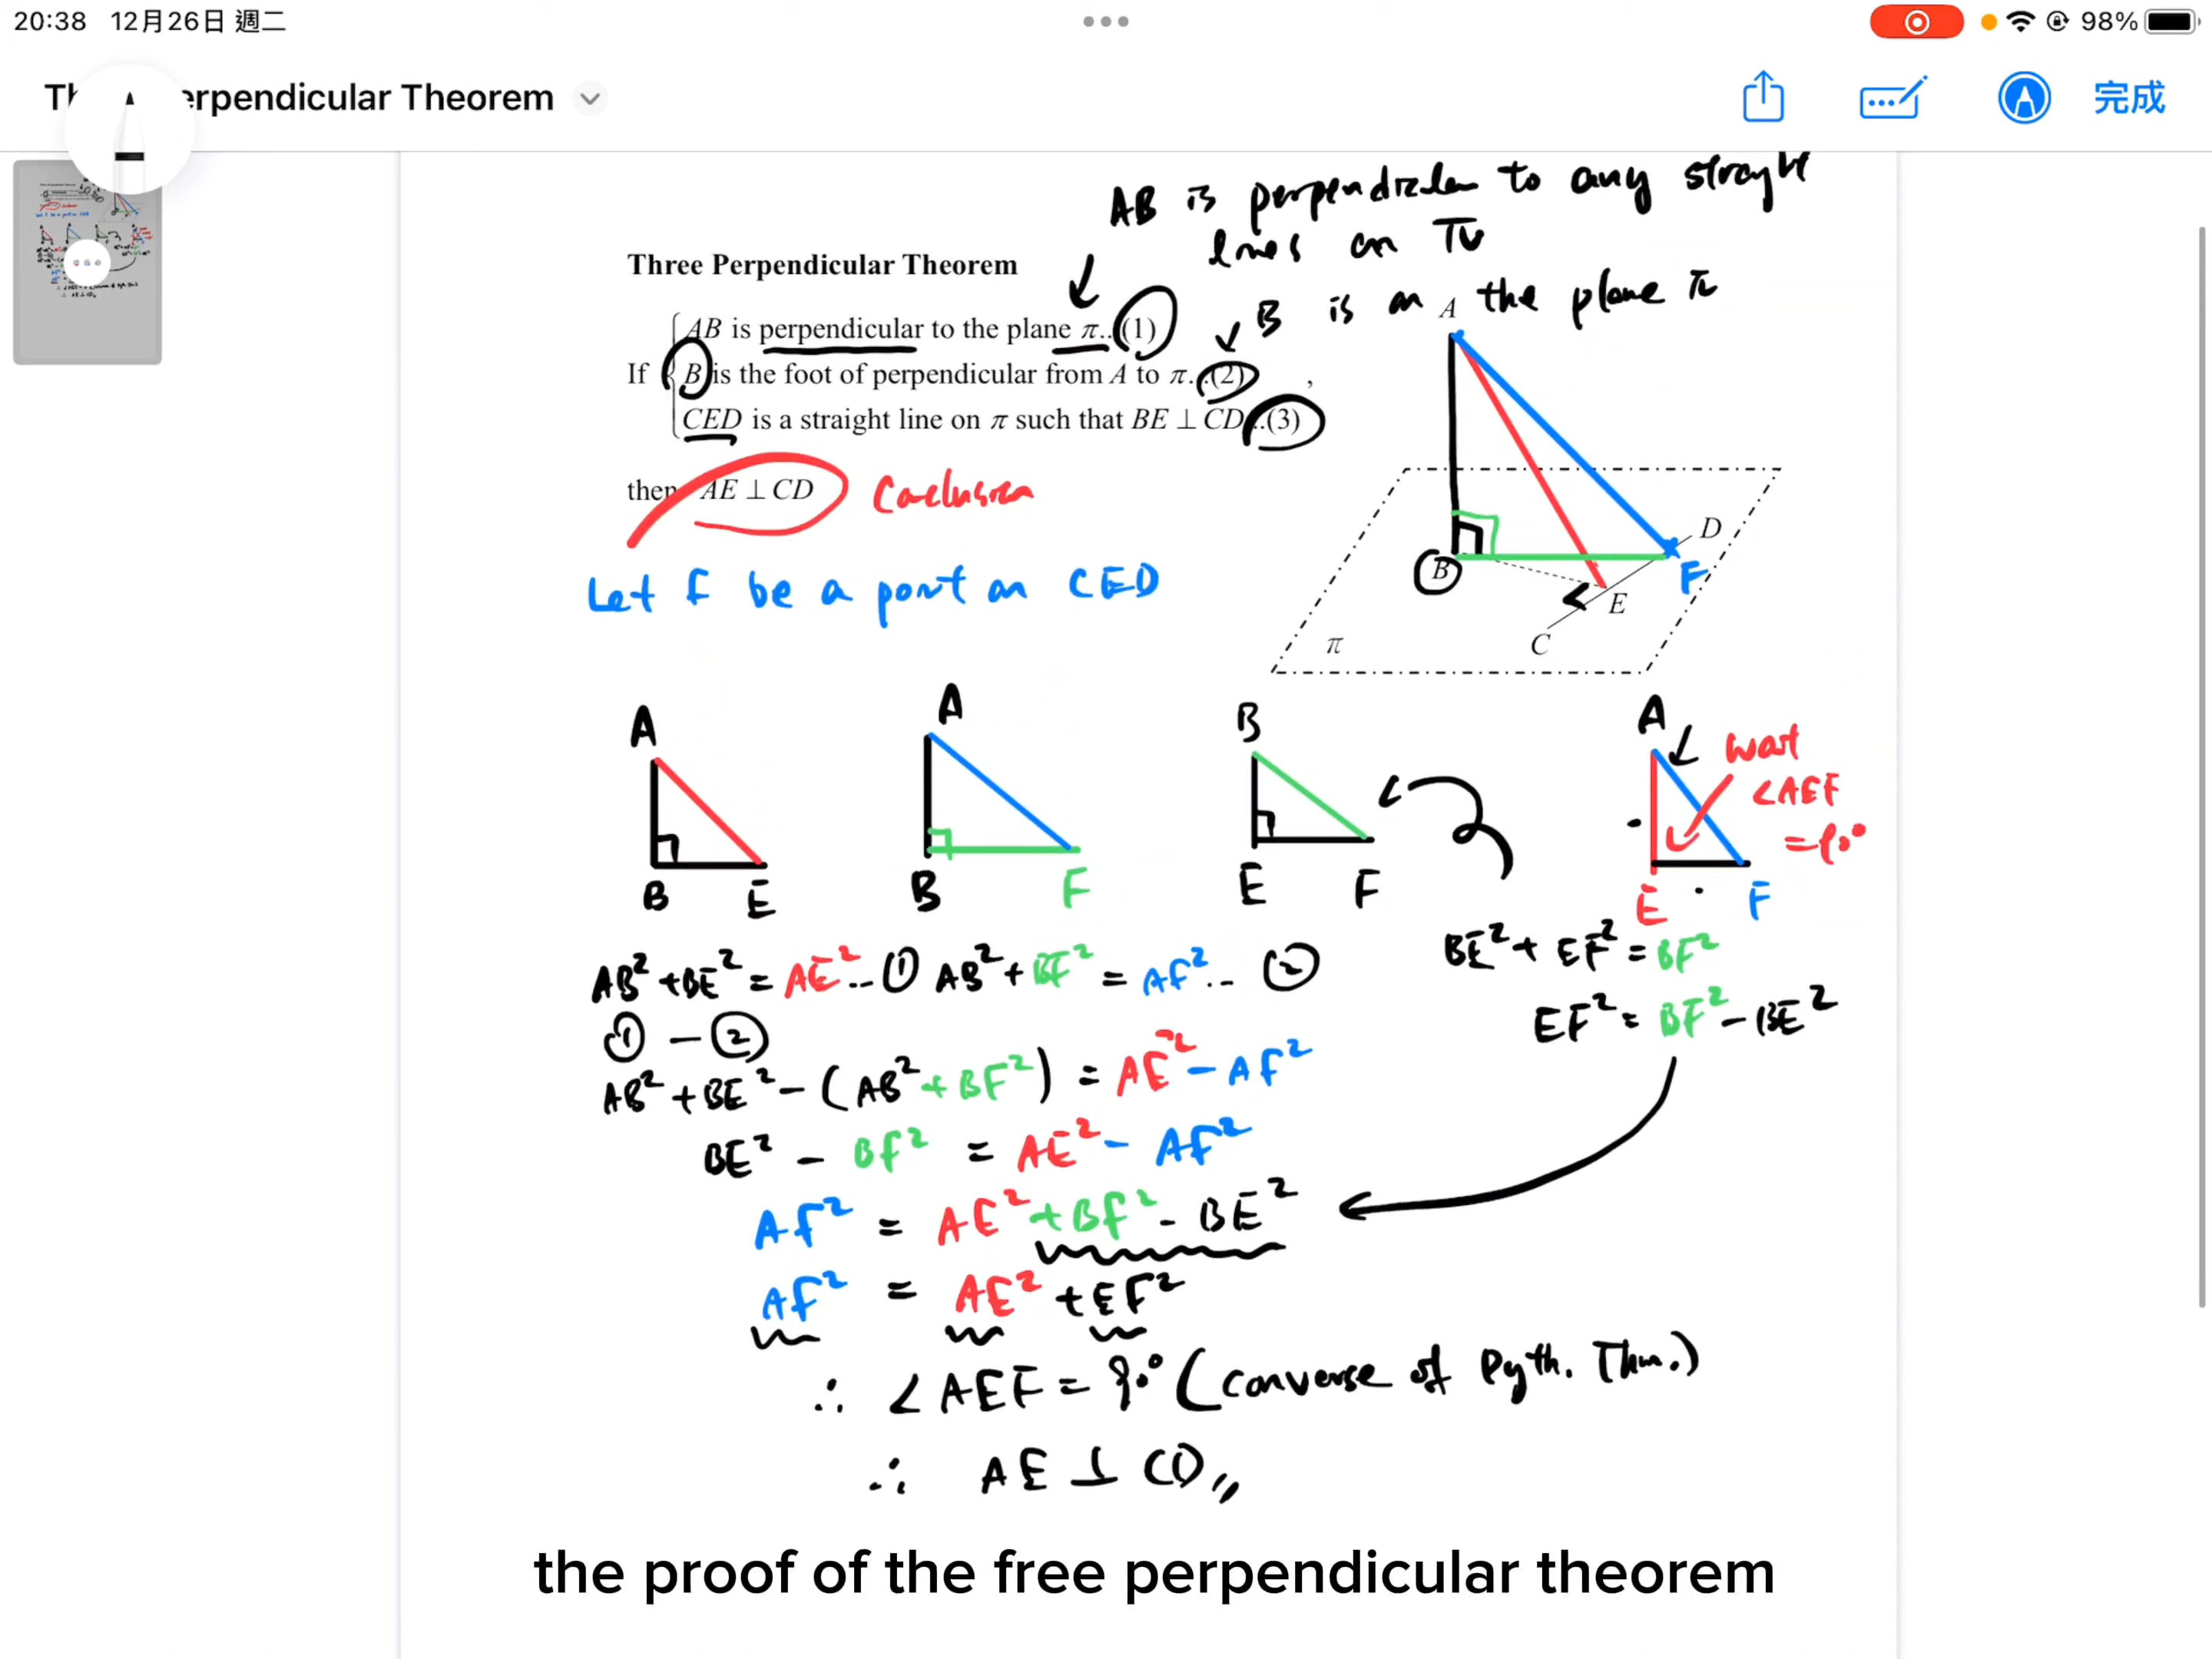 20:38 12月26日 週二
98%
erpendicular Theorem
完成
AB is perpendicular to any straight
lines on π
B is on the plane π
Three Perpendicular Theorem
AB is perpendicular to the plane π...(1)
If B is the foot of perpendicular from A to π...(2) ,
CED is a straight line on π such that BE ⊥ CD...(3)
then AE ⊥ CD Conclusion
Let F be a point on CED
A
B
D
F
E
C
π
A
B E
A
B F
B
E F
A
want
∠AEF
= 90°
E F
AB² + BE² = AE² -- ① AB² + BF² = AF² -- ②
BE² + EF² = BF²
EF² = BF² - BE²
① - ②
AB² + BE² - (AB² + BF²) = AE² - AF²
BE² - BF² = AE² - AF²
AF² = AE² + BF² - BE²
AF² = AE² + EF²
∴ ∠AEF = 90° (converse of Pyth. Thm.)
∴ AE ⊥ CD,,
the proof of the free perpendicular theorem